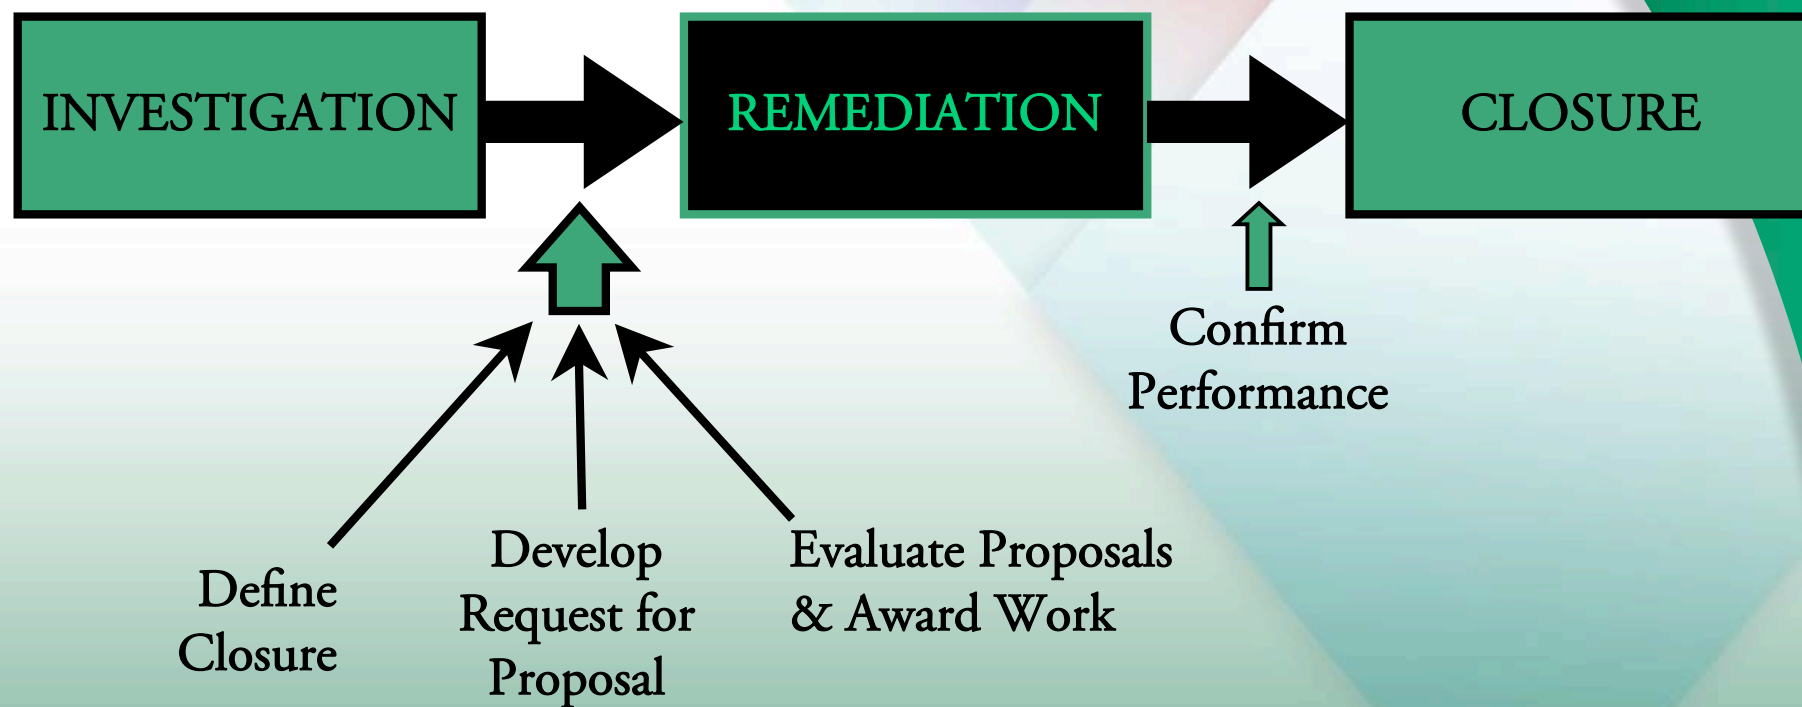 INVESTIGATION
REMEDIATION
CLOSURE
Confirm
Performance
Define
Closure
Develop
Request for
Proposal
Evaluate Proposals
& Award Work